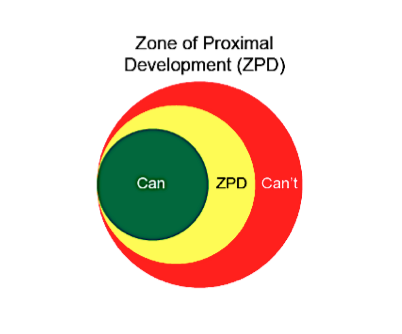 Zone of Proximal
Development (ZPD)
Can
ZPD
Can't